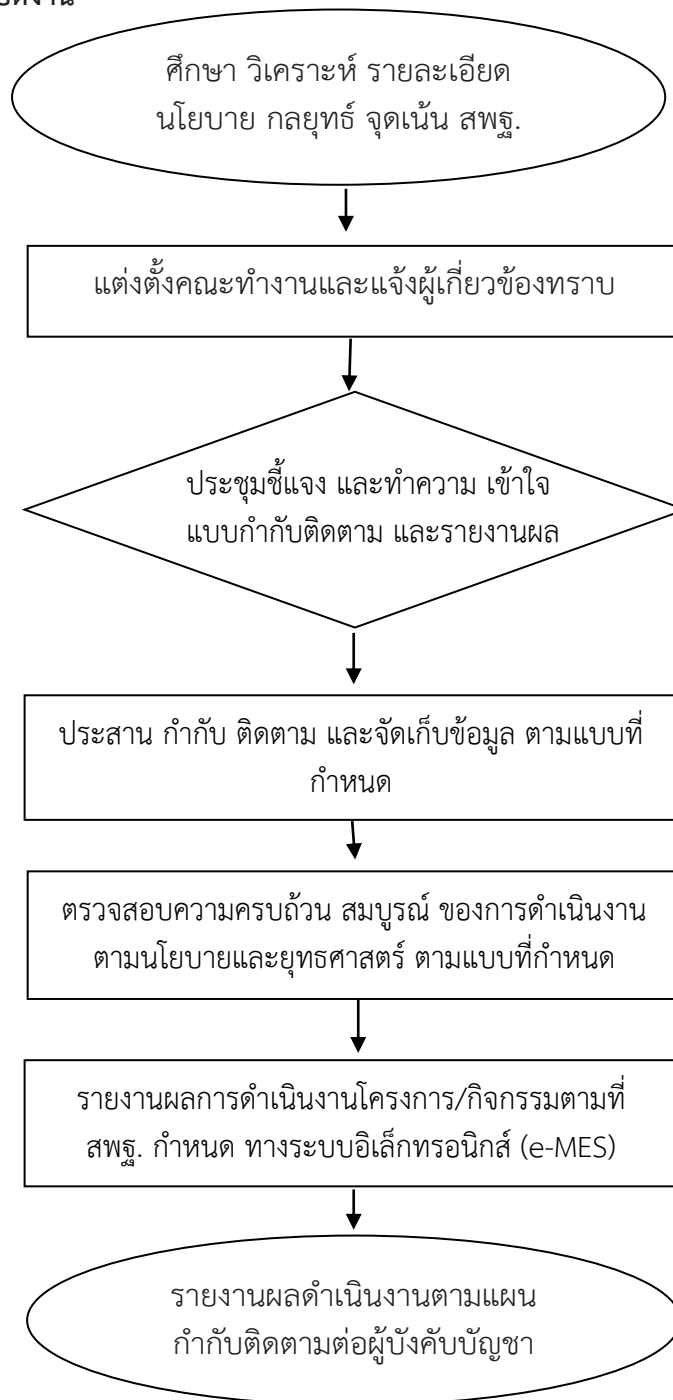 ศึกษา วิเคราะห์ รายละเอียด
นโยบาย กลยุทธ์ จุดเน้น สพฐ.
แต่งตั้งคณะทำงานและแจ้งผู้เกี่ยวข้องทราบ
ประชุมชี้แจง และทำความ เข้าใจ
แบบกำกับติดตาม และรายงานผล
ประสาน กำกับ ติดตาม และจัดเก็บข้อมูล ตามแบบที่
กำหนด
ตรวจสอบความครบถ้วน สมบูรณ์ ของการดำเนินงาน
ตามนโยบายและยุทธศาสตร์ ตามแบบที่กำหนด
รายงานผลการดำเนินงานโครงการ/กิจกรรมตามที่
สพฐ. กำหนด ทางระบบอิเล็กทรอนิกส์ (e-MES)
รายงานผลดำเนินงานตามแผน
กำกับติดตามต่อผู้บังคับบัญชา